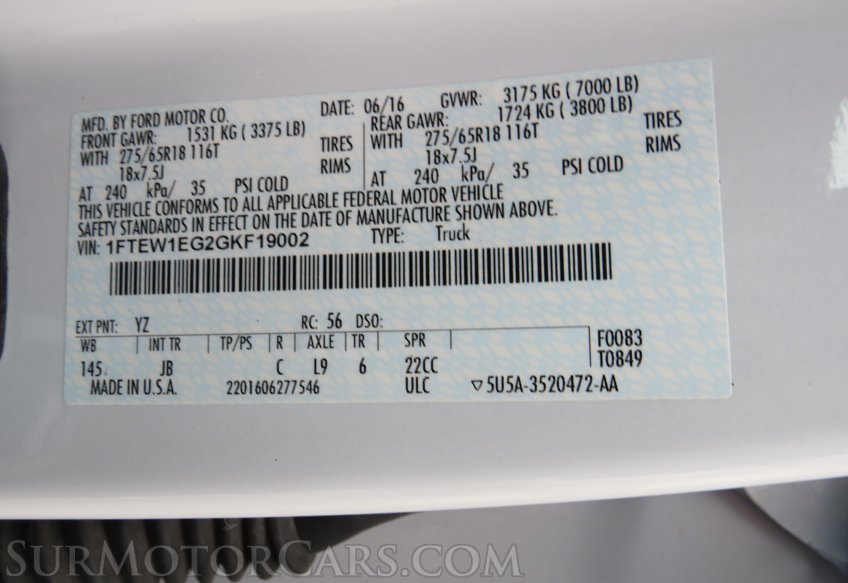 MFD. BY FORD MOTOR CO. DATE: 06/16 GVWR: 3175 KG ( 7000 LB)
FRONT GAWR: 1531 KG ( 3375 LB) REAR GAWR: 1724 KG ( 3800 LB)
WITH 275/65R18 116T TIRES WITH 275/65R18 116T TIRES
18x7.5J RIMS 18x7.5J RIMS
AT 240 kPa/ 35 PSI COLD AT 240 kPa/ 35 PSI COLD
THIS VEHICLE CONFORMS TO ALL APPLICABLE FEDERAL MOTOR VEHICLE
SAFETY STANDARDS IN EFFECT ON THE DATE OF MANUFACTURE SHOWN ABOVE.
VIN: 1FTEW1EG2GKF19002 TYPE: Truck
EXT PNT: YZ RC: 56 DSO:
WB INT TR TP/PS R AXLE TR SPR F0083
145 JB C L9 6 22CC T0849
MADE IN U.S.A. 2201606277546 ULC ▽5U5A-3520472-AA
SURMOTORCARS.COM